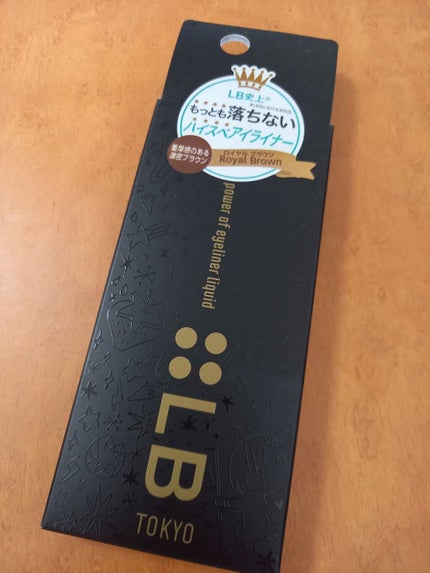 LB史上※
もっとも落ちない
ハイスペアイライナー
重厚感のある
濃密ブラウン
ロイヤル ブラウン
Royal Brown
power of eyeliner liquid
LB
TOKYO